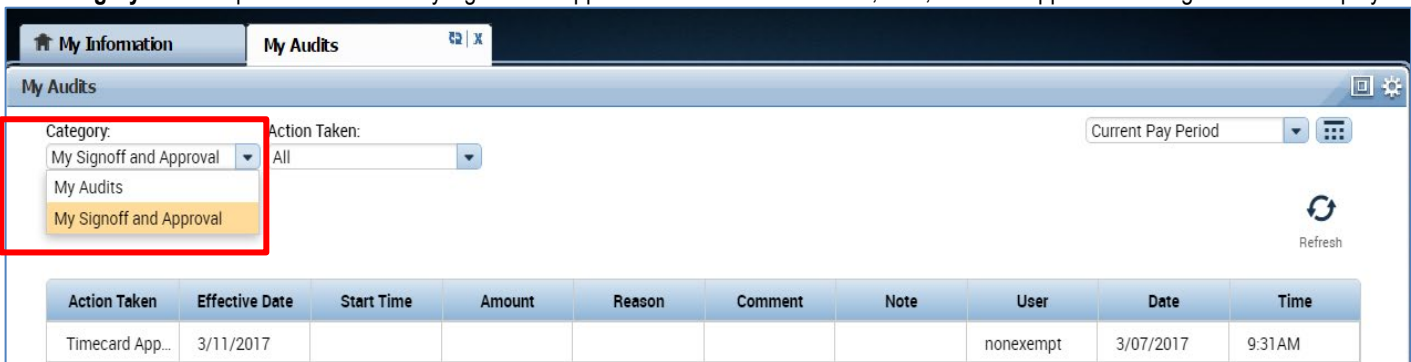 My Information My Audits
My Audits
Category: Action Taken: Current Pay Period
My Signoff and Approval All
My Audits
My Signoff and Approval
Refresh
Action Taken Effective Date Start Time Amount Reason Comment Note User Date Time
Timecard App... 3/11/2017 nonexempt 3/07/2017 9:31AM